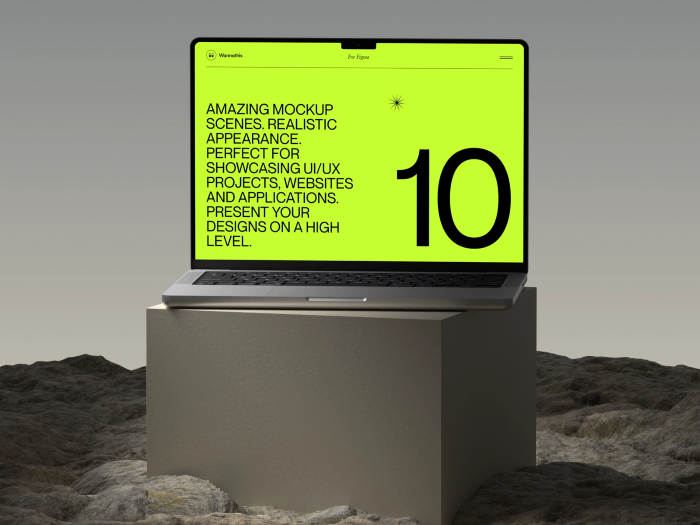 Wannathis
For Figma
AMAZING MOCKUP
SCENES. REALISTIC
APPEARANCE.
PERFECT FOR
SHOWCASING UI/UX
PROJECTS, WEBSITES
AND APPLICATIONS.
PRESENT YOUR
DESIGNS ON A HIGH
LEVEL.
10